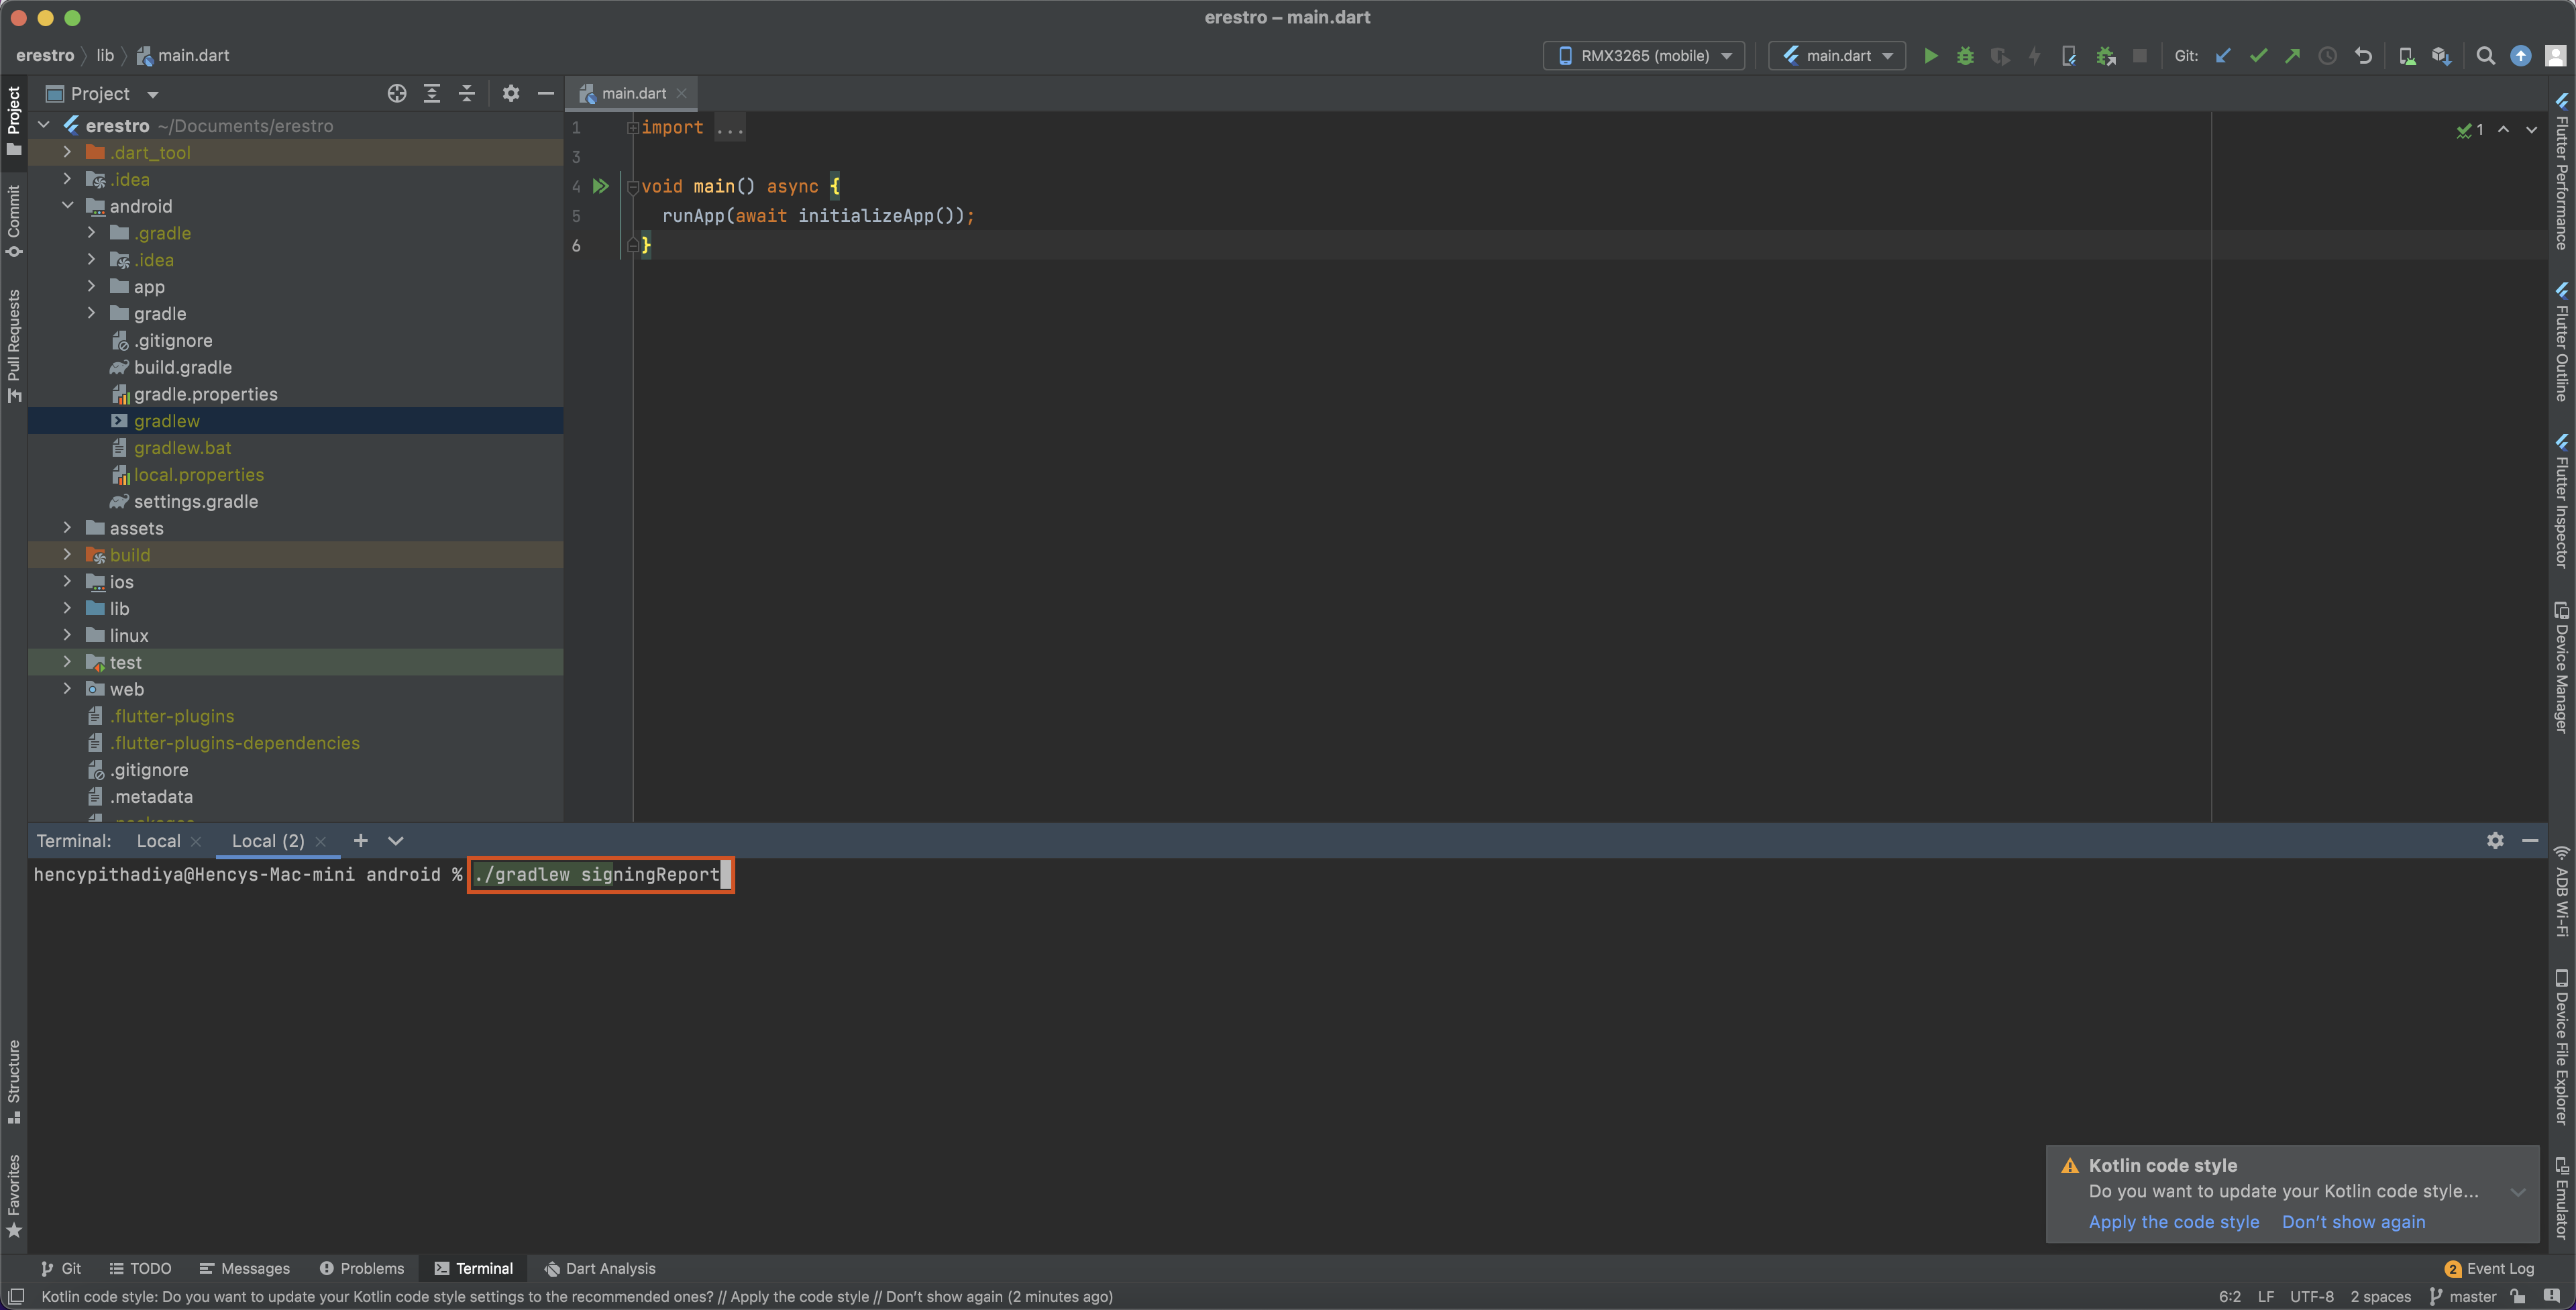 erestro – main.dart
erestro lib main.dart
RMX3265 (mobile) main.dart Git:
Project
main.dart
erestro ~/Documents/erestro
.dart_tool
.idea
android
.gradle
.idea
app
gradle
.gitignore
build.gradle
gradle.properties
gradlew
gradlew.bat
local.properties
settings.gradle
assets
build
ios
lib
linux
test
web
.flutter-plugins
.flutter-plugins-dependencies
.gitignore
.metadata
1 import ...
3
4 void main() async {
5 runApp(await initializeApp());
6 }
1
Project
Commit
Pull Requests
Structure
Favorites
Flutter Performance
Flutter Outline
Flutter Inspector
Device Manager
ADB Wi-Fi
Device File Explorer
Emulator
Terminal: Local Local (2)
hencypithadiya@Hencys-Mac-mini android % ./gradlew signingReport
Kotlin code style
Do you want to update your Kotlin code style...
Apply the code style Don't show again
Git TODO Messages Problems Terminal Dart Analysis 2 Event Log
Kotlin code style: Do you want to update your Kotlin code style settings to the recommended ones? // Apply the code style // Don't show again (2 minutes ago) 6:2 LF UTF-8 2 spaces master